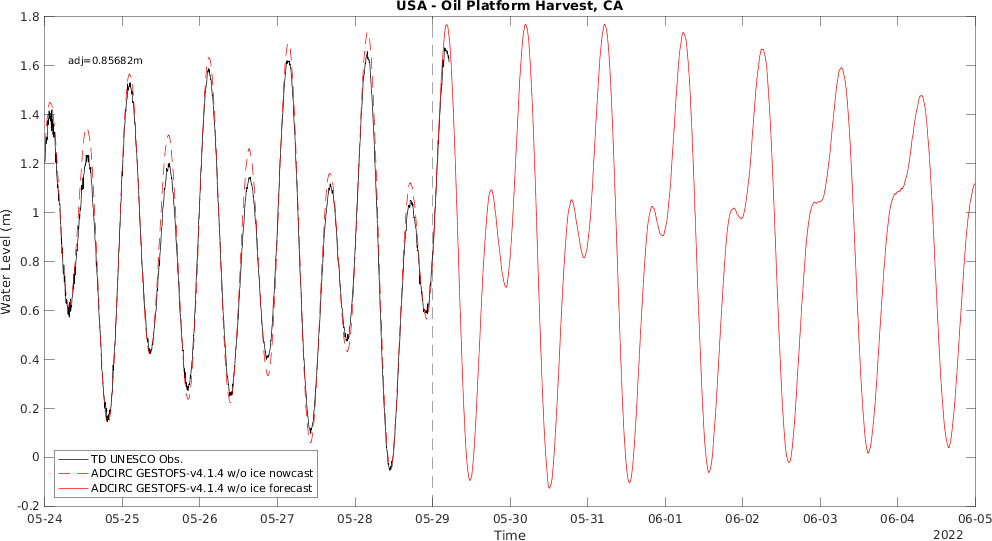 USA - Oil Platform Harvest, CA
adj=0.85682m
Water Level (m)
1.8
1.6
1.4
1.2
1
0.8
0.6
0.4
0.2
0
-0.2
TD UNESCO Obs.
ADCIRC GESTOFS-v4.1.4 w/o ice nowcast
ADCIRC GESTOFS-v4.1.4 w/o ice forecast
05-24 05-25 05-26 05-27 05-28 05-29 05-30 05-31 06-01 06-02 06-03 06-04 06-05
Time
2022